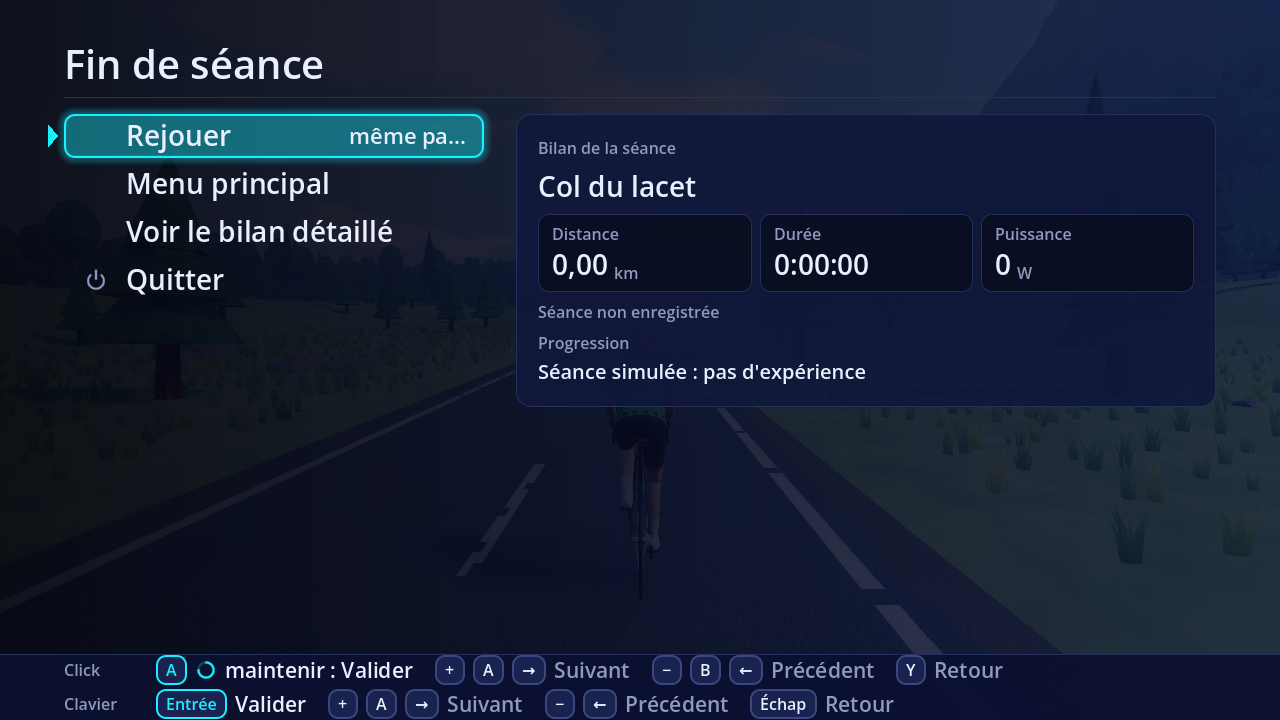 Fin de séance
Rejouer même pa...
Menu principal
Voir le bilan détaillé
Quitter
Bilan de la séance
Col du lacet
Distance
0,00 km
Durée
0:00:00
Puissance
0 W
Séance non enregistrée
Progression
Séance simulée : pas d'expérience
Click A maintenir : Valider + A → Suivant − B ← Précédent Y Retour
Clavier Entrée Valider + A → Suivant − ← Précédent Échap Retour